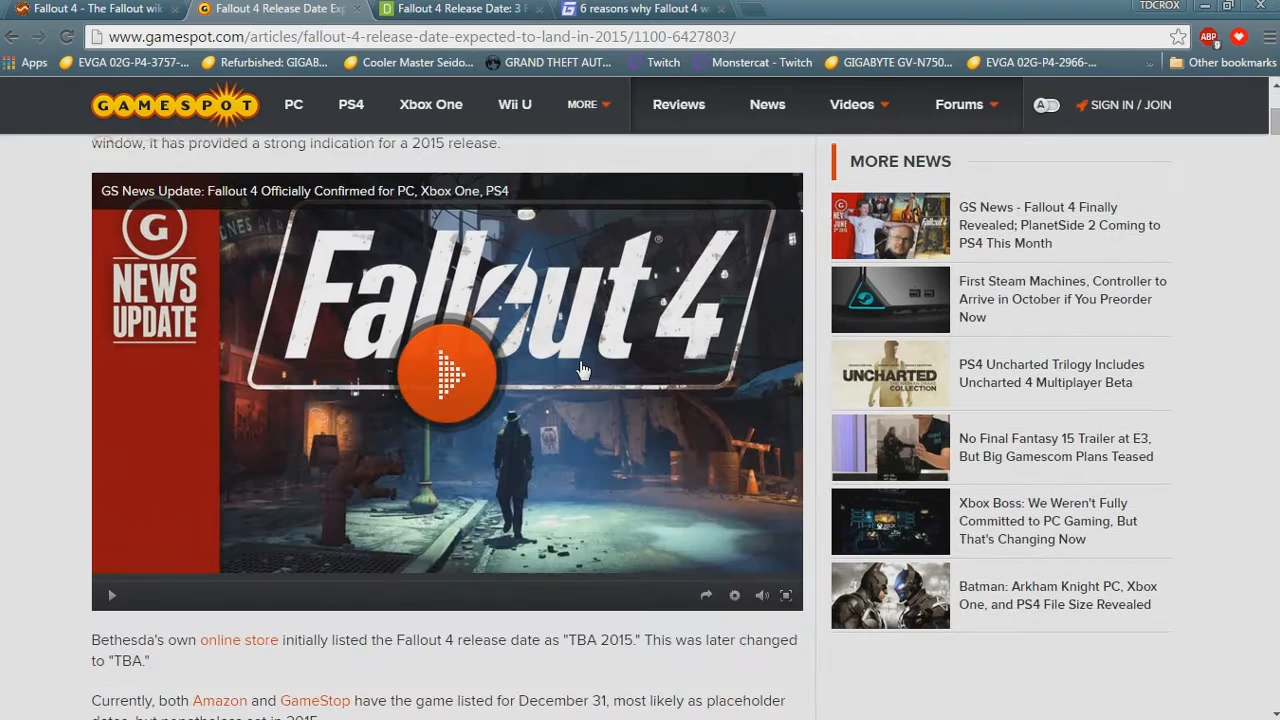 TDCROX
Fallout 4 - The Fallout wik
Fallout 4 Release Date Exp
Fallout 4 Release Date: 3 F
6 reasons why Fallout 4 w
www.gamespot.com/articles/fallout-4-release-date-expected-to-land-in-2015/1100-6427803/
ABP
9
Apps
EVGA 02G-P4-3757-...
Refurbished: GIGAB...
Cooler Master Seido...
GRAND THEFT AUT...
Twitch
Monstercat - Twitch
GIGABYTE GV-N750...
EVGA 02G-P4-2966-...
»
Other bookmarks
GAMESPOT
PC
PS4
Xbox One
Wii U
MORE
Reviews
News
Videos
Forums
SIGN IN / JOIN
window, it has provided a strong indication for a 2015 release.
GS News Update: Fallout 4 Officially Confirmed for PC, Xbox One, PS4
G
NEWS
UPDATE
Fallout 4
®
Bethesda's own online store initially listed the Fallout 4 release date as "TBA 2015." This was later changed
to "TBA."
Currently, both Amazon and GameStop have the game listed for December 31, most likely as placeholder
dates, but nonetheless set in 2015.
MORE NEWS
GS News - Fallout 4 Finally
Revealed; PlanetSide 2 Coming to
PS4 This Month
First Steam Machines, Controller to
Arrive in October if You Preorder
Now
UNCHARTED
PS4 Uncharted Trilogy Includes
Uncharted 4 Multiplayer Beta
No Final Fantasy 15 Trailer at E3,
But Big Gamescom Plans Teased
Xbox Boss: We Weren't Fully
Committed to PC Gaming, But
That's Changing Now
Batman: Arkham Knight PC, Xbox
One, and PS4 File Size Revealed